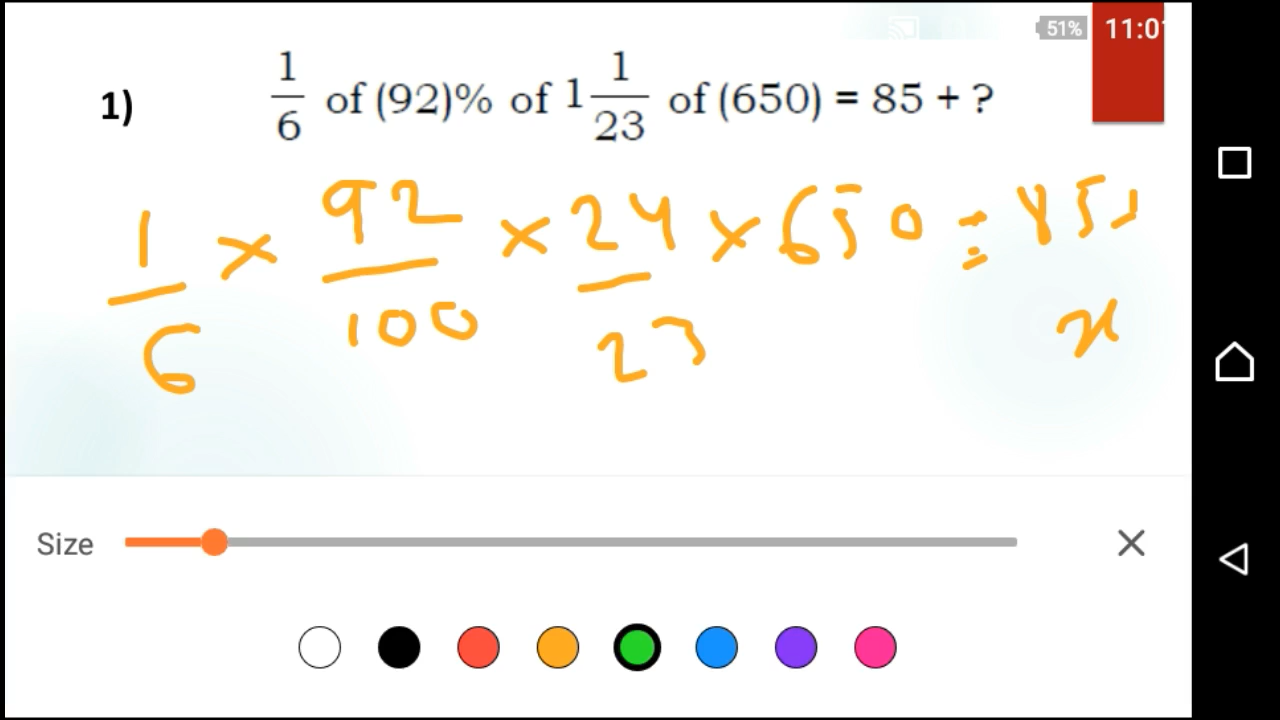 51% 11:01
1) 1/6 of (92)% of 1 1/23 of (650) = 85 + ?
1/6 × 92/100 × 24/23 × 650 = 85+
x
Size